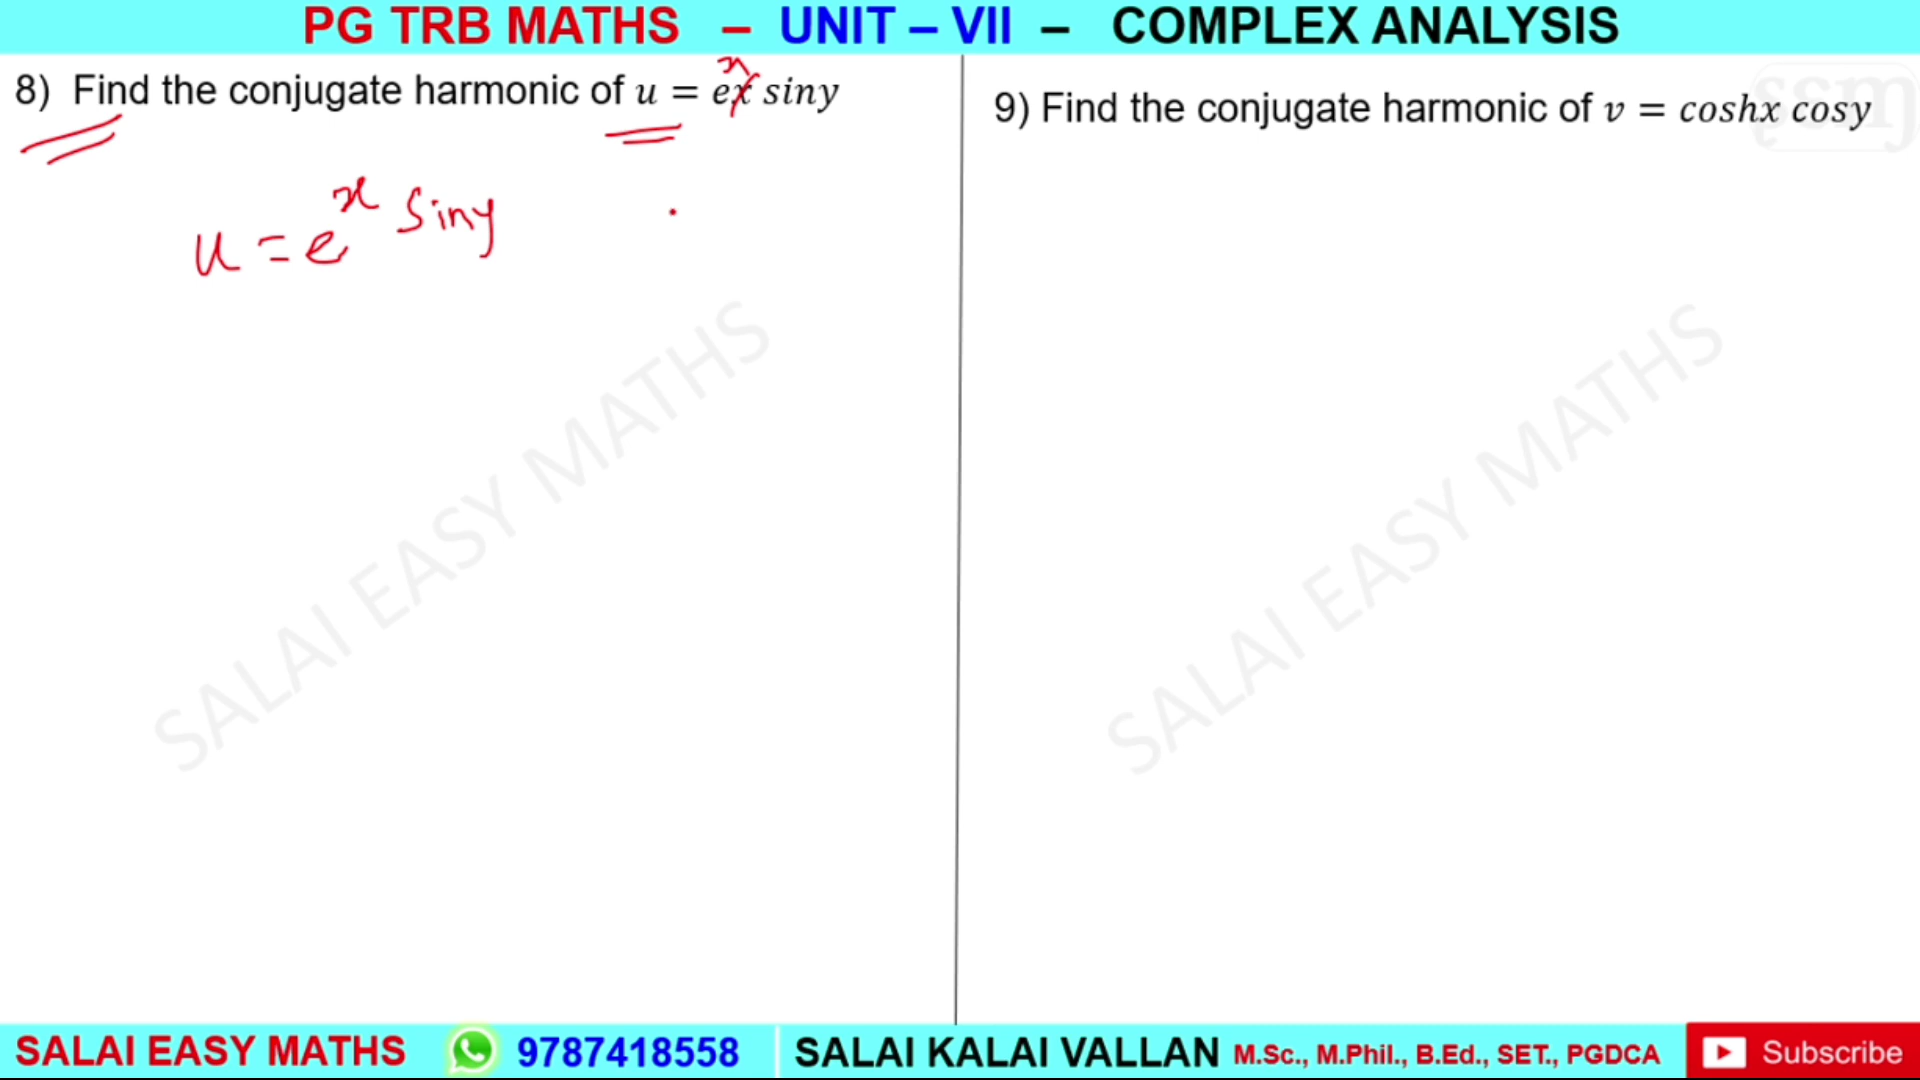 PG TRB MATHS – UNIT – VII – COMPLEX ANALYSIS
8) Find the conjugate harmonic of u = ex siny
x
u = e^x Siny
9) Find the conjugate harmonic of v = coshx cosy
ssm
SALAI EASY MATHS
SALAI EASY MATHS
SALAI EASY MATHS 9787418558 SALAI KALAI VALLAN M.Sc., M.Phil., B.Ed., SET., PGDCA Subscribe